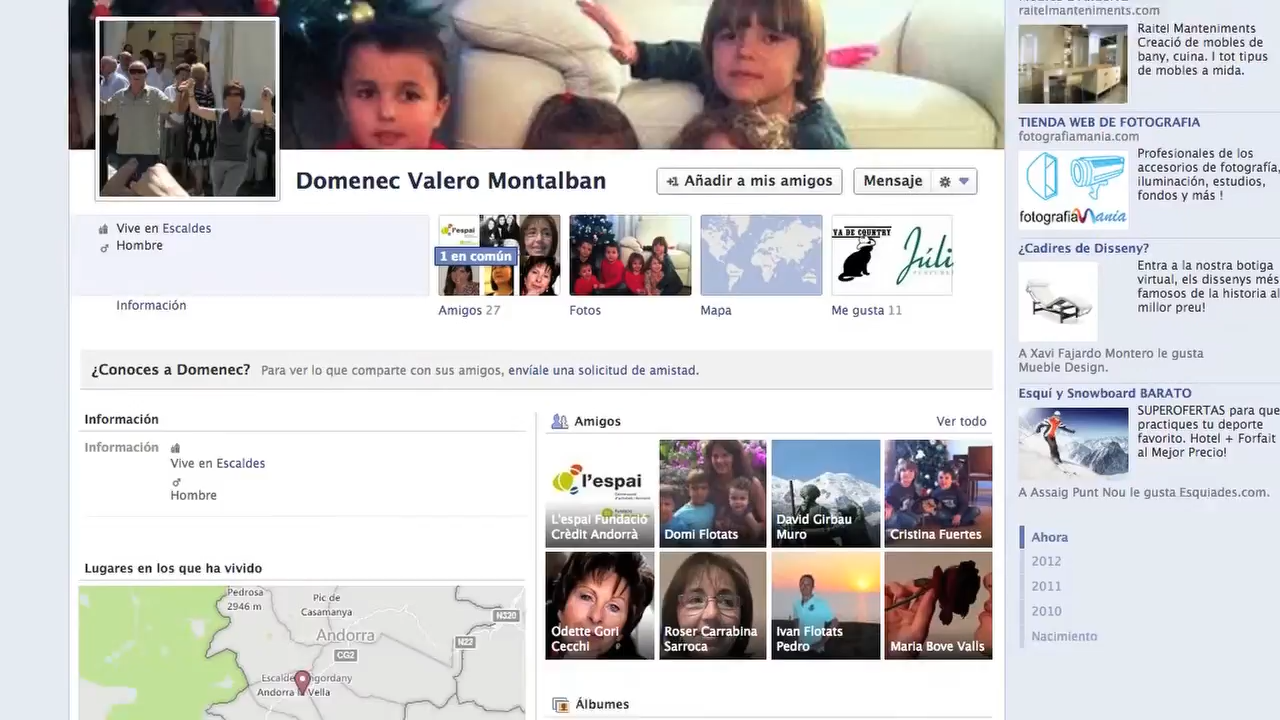 Domenec Valero Montalban
+1 Añadir a mis amigos
Mensaje
Vive en Escaldes
Hombre
Información
l'espai
1 en común
Amigos 27
Fotos
Mapa
VA DE COUNTRY
Júli
Me gusta 11
¿Conoces a Domenec? Para ver lo que comparte con sus amigos, envíale una solicitud de amistad.
Información
Información
Vive en Escaldes
Hombre
Lugares en los que ha vivido
Pedrosa
2946 m
Pic de
Casamanya
N320
Andorra
N22
CG2
Andorra la Vella
Amigos
Ver todo
l'espai
L'espai Fundació
Crèdit Andorrà
Domi Flotats
David Girbau
Muro
Cristina Fuertes
Odette Gori
Cecchi
Roser Carrabina
Sarroca
Ivan Flotats
Pedro
Maria Bove Valls
Álbumes
raitelmanteniments.com
Raitel Manteniments
Creació de mobles de
bany, cuina. I tot tipus
de mobles a mida.
TIENDA WEB DE FOTOGRAFIA
fotografiamania.com
fotografiaMania
Profesionales de los
accesorios de fotografía,
iluminación, estudios,
fondos y más !
¿Cadires de Disseny?
Entra a la nostra botiga
virtual, els dissenys més
famosos de la historia al
millor preu!
A Xavi Fajardo Montero le gusta
Mueble Design.
Esquí y Snowboard BARATO
SUPEROFERTAS para que
practiques tu deporte
favorito. Hotel + Forfait
al Mejor Precio!
A Assaig Punt Nou le gusta Esquiades.com.
Ahora
2012
2011
2010
Nacimiento